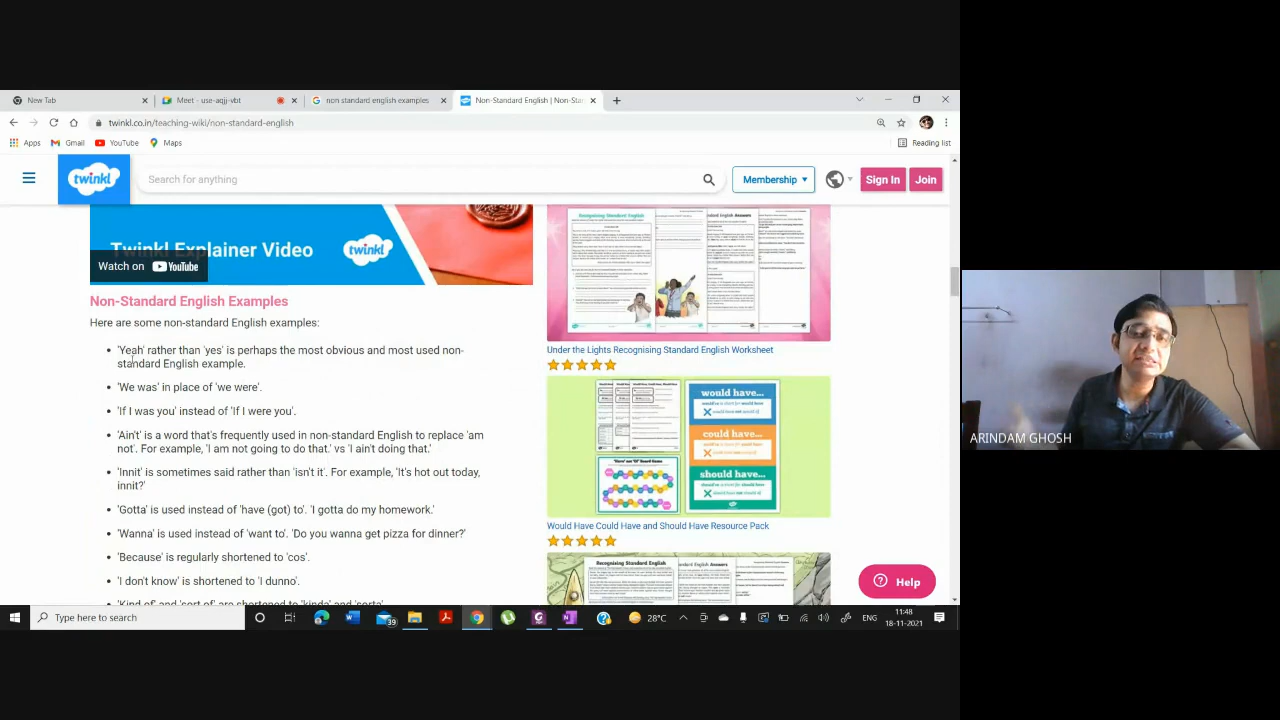 New Tab
Meet - use-aqjj-vbt
non standard english examples
Non-Standard English | Non-Stan
twinkl.co.in/teaching-wiki/non-standard-english
Apps
Gmail
YouTube
Maps
Reading list
twinkl
Search for anything
Membership
Sign In
Join
Twinkl Explainer Video
twinkl
Watch on YouTube
Non-Standard English Examples
Here are some non-standard English examples:
'Yeah' rather than 'yes' is perhaps the most obvious and most used non-
standard English example.
'We was' in place of 'we were'.
'If I was you' instead of 'If I were you'.
'Ain't' is a word that's frequently used in non-standard English to replace 'am
not'. For example, 'I am not going to do that' - 'I ain't doing that.'
'Innit' is sometimes said rather than 'isn't it'. For example, 'It's hot out today,
innit?'
'Gotta' is used instead of 'have (got) to'. 'I gotta do my homework.'
'Wanna' is used instead of 'want to'. 'Do you wanna get pizza for dinner?'
'Because' is regularly shortened to 'cos'.
'I don't know' is shortened to 'I dunno'.
Recognising Standard English
Under the Lights Recognising Standard English Worksheet
would have...
could have...
should have...
Would Have Could Have and Should Have Resource Pack
Recognising Standard English
Help
ARINDAM GHOSH
Type here to search
39
28°C
ENG
11:48
18-11-2021